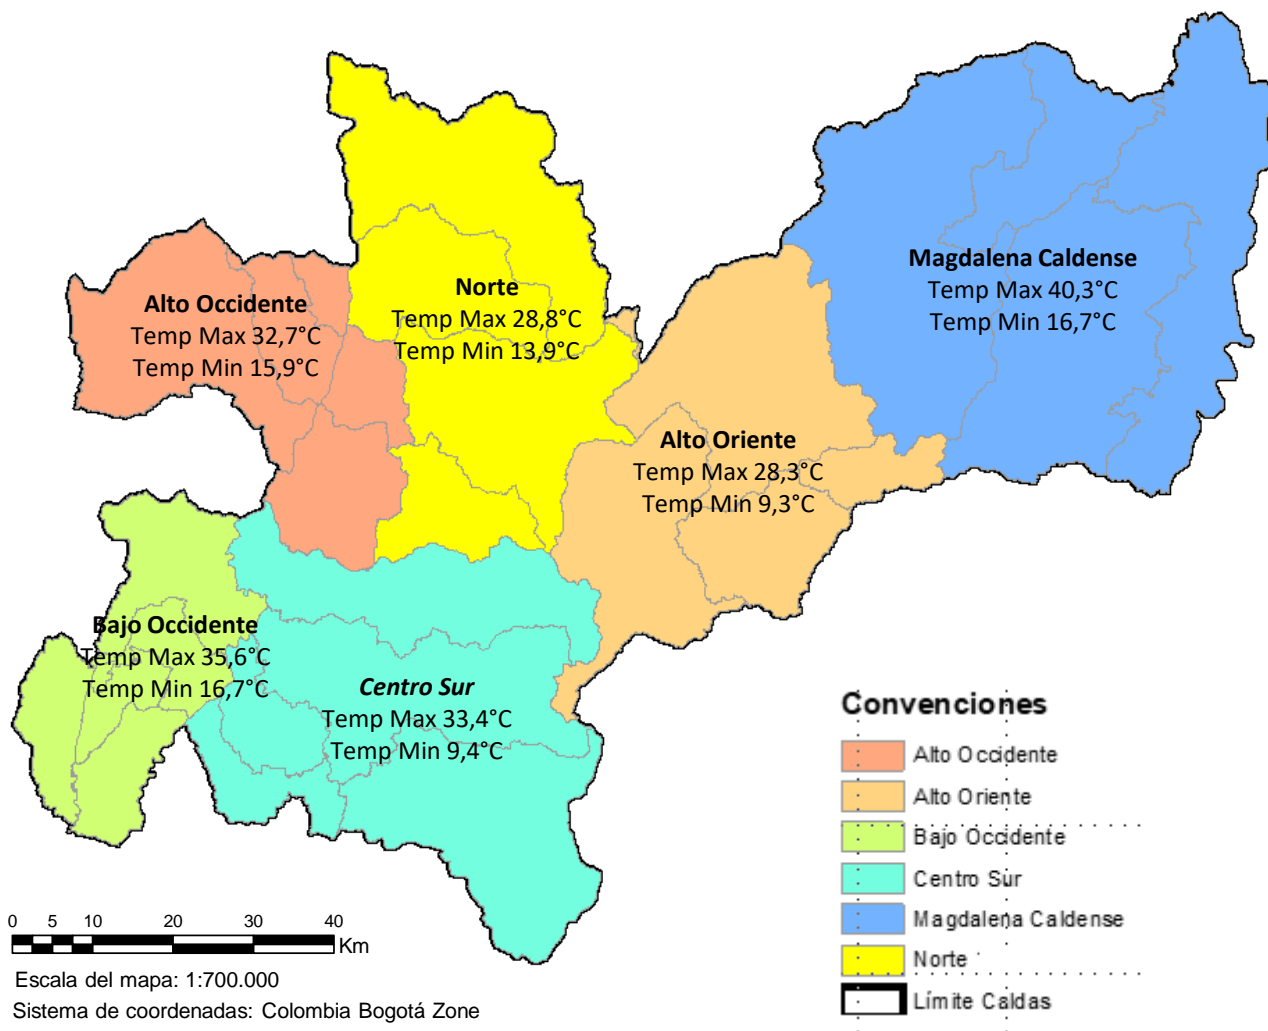 Magdalena Caldense
Temp Max 40,3°C
Temp Min 16,7°C
Norte
Temp Max 28,8°C
Temp Min 13,9°C
Alto Occidente
Temp Max 32,7°C
Temp Min 15,9°C
Alto Oriente
Temp Max 28,3°C
Temp Min 9,3°C
Bajo Occidente
Temp Max 35,6°C
Temp Min 16,7°C
Centro Sur
Temp Max 33,4°C
Temp Min 9,4°C
Convenciones
Alto Occidente
Alto Oriente
Bajo Occidente
Centro Sur
Magdalena Caldense
Norte
Límite Caldas
0 5 10 20 30 40
Km
Escala del mapa: 1:700.000
Sistema de coordenadas: Colombia Bogotá Zone